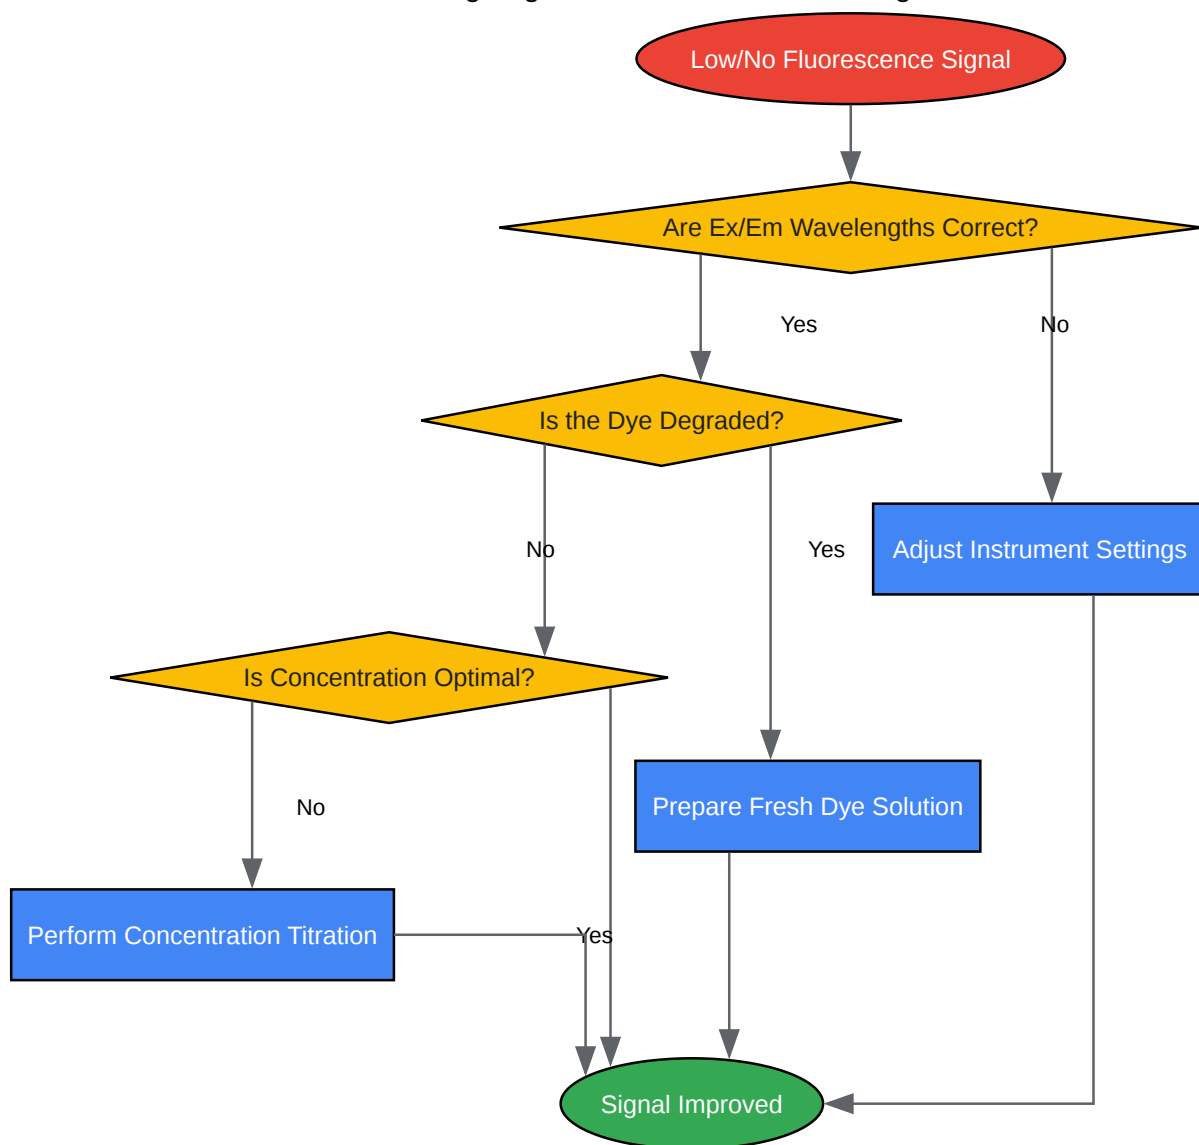 Low/No Fluorescence Signal
Are Ex/Em Wavelengths Correct?
Yes
No
Is the Dye Degraded?
No
Yes
Adjust Instrument Settings
Is Concentration Optimal?
No
Prepare Fresh Dye Solution
Perform Concentration Titration
Yes
Signal Improved